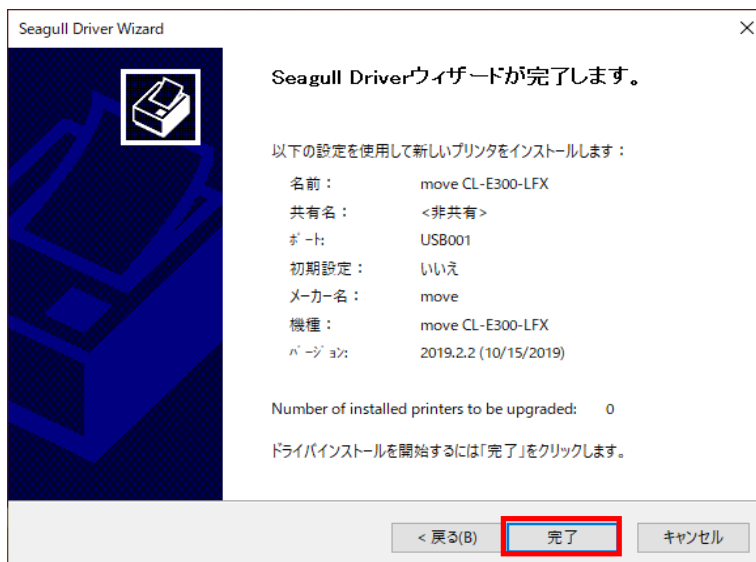 Seagull Driver Wizard
Seagull Driverウィザードが完了します。
以下の設定を使用して新しいプリンタをインストールします：
名前： move CL-E300-LFX
共有名： <非共有>
ﾎﾟｰﾄ: USB001
初期設定： いいえ
メーカー名： move
機種： move CL-E300-LFX
ﾊﾞｰｼﾞｮﾝ: 2019.2.2 (10/15/2019)
Number of installed printers to be upgraded: 0
ドライバインストールを開始するには「完了」をクリックします。
< 戻る(B) 完了 キャンセル